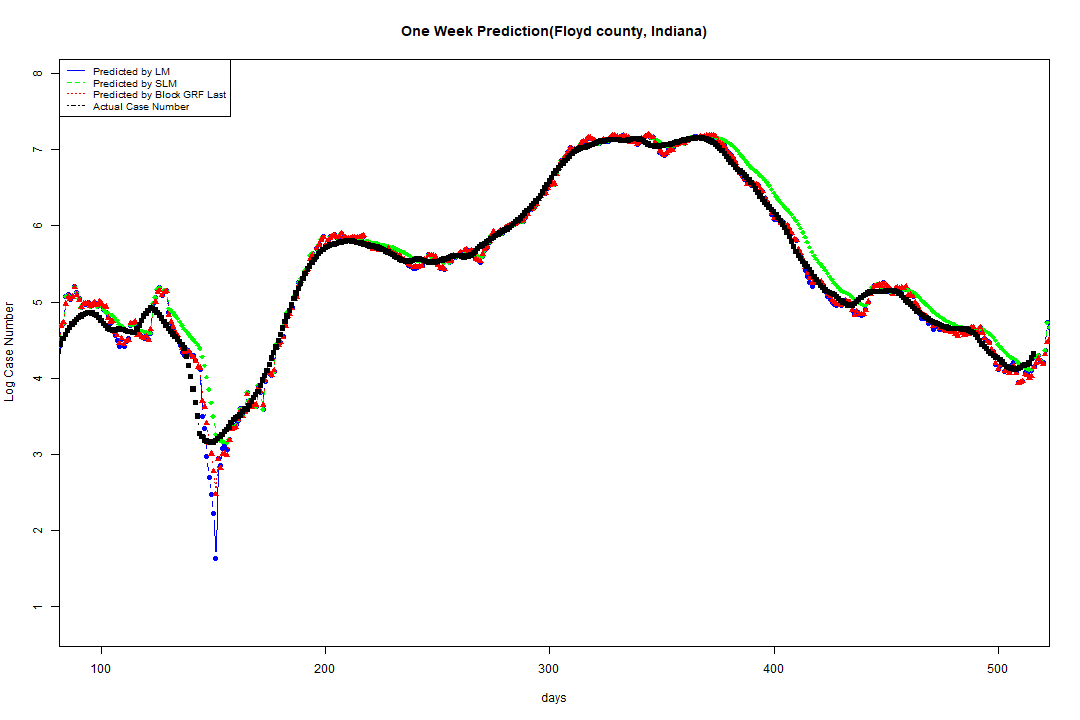 One Week Prediction(Floyd county, Indiana)
Predicted by LM
Predicted by SLM
Predicted by Block GRF Last
Actual Case Number
8
7
6
5
4
3
2
1
Log Case Number
100 200 300 400 500
days